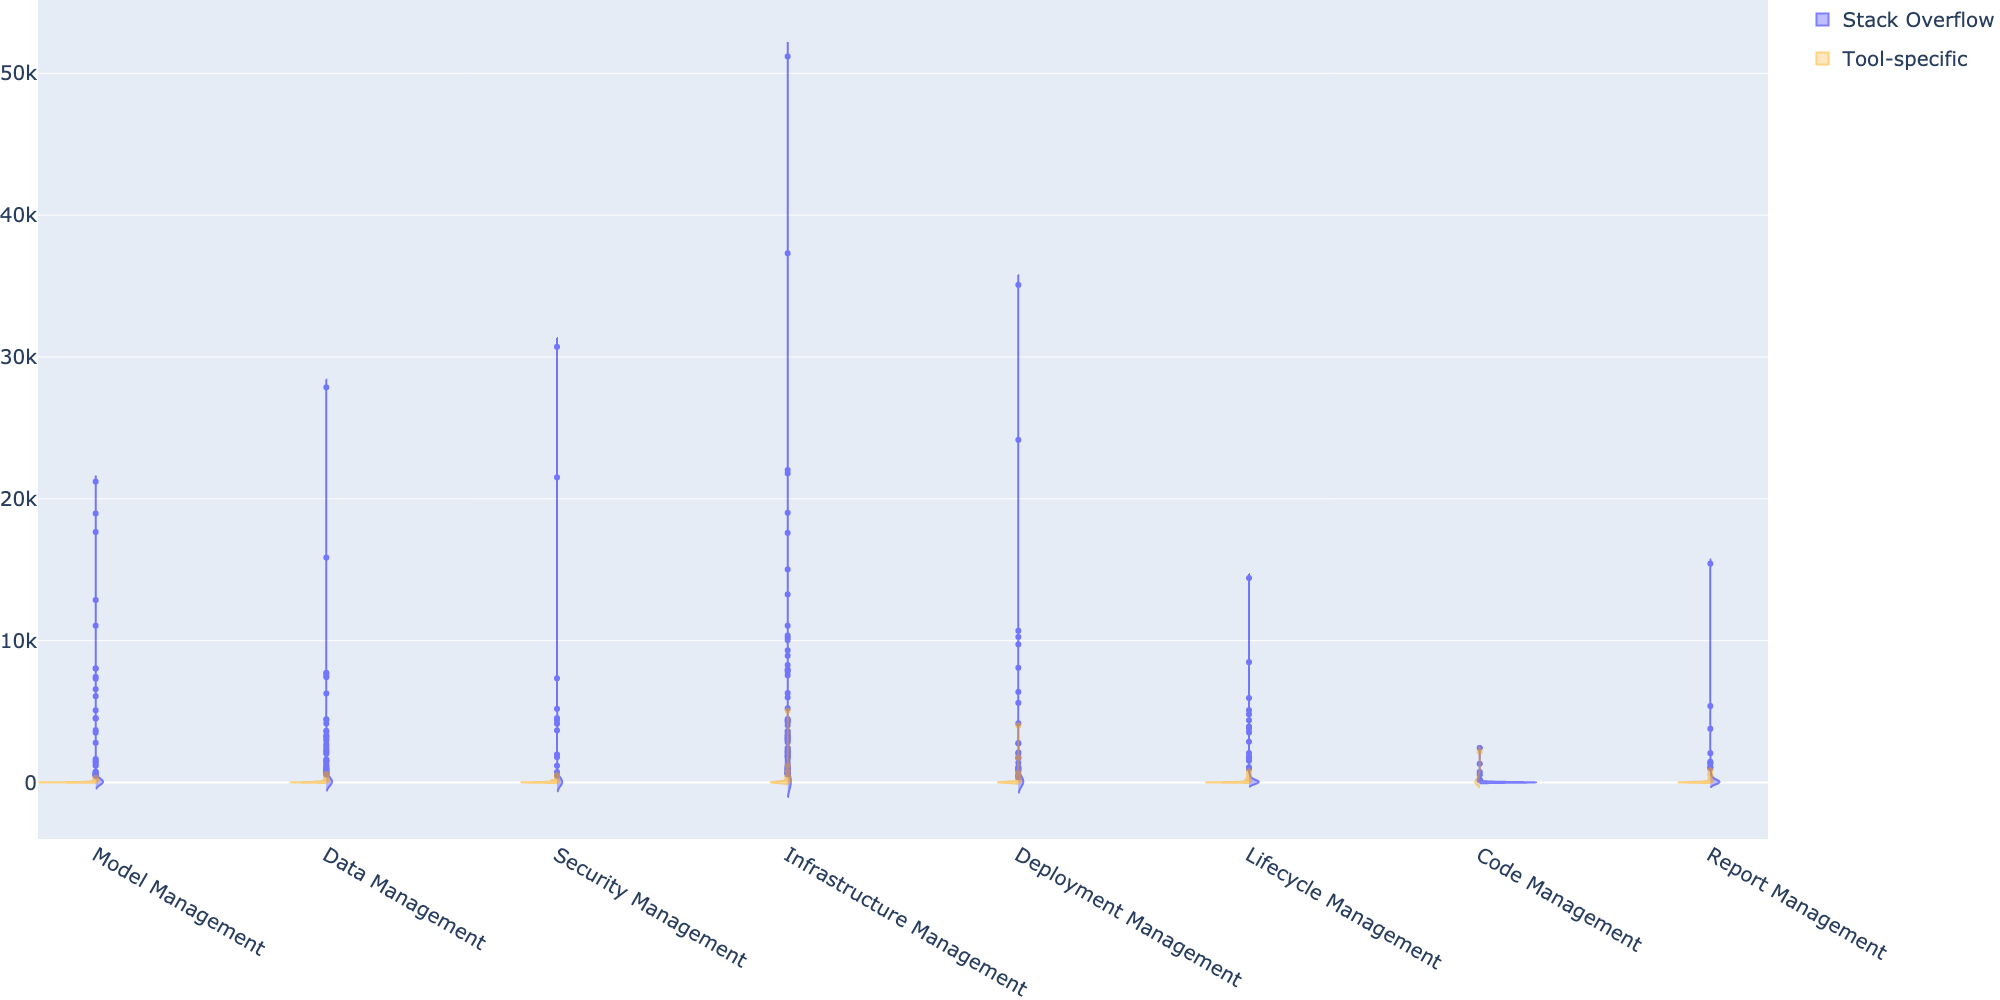 Stack Overflow
Tool-specific
50k
40k
30k
20k
10k
0
Model Management
Data Management
Security Management
Infrastructure Management
Deployment Management
Lifecycle Management
Code Management
Report Management